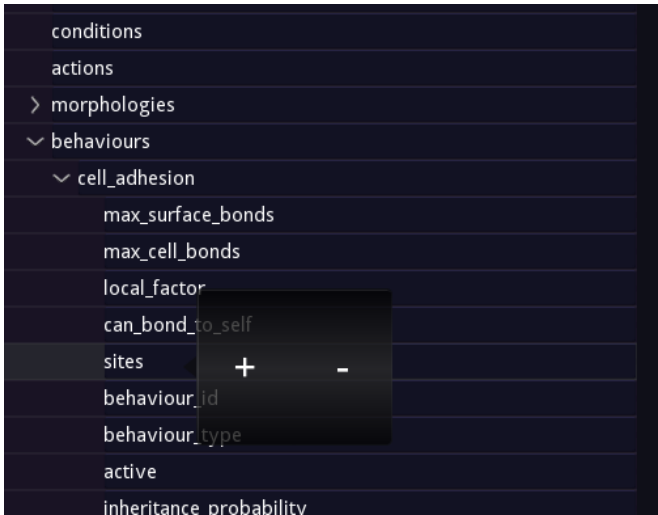 conditions
actions
morphologies
behaviours
cell_adhesion
max_surface_bonds
max_cell_bonds
local_factor
can_bond_to_self
sites
+ -
behaviour_id
behaviour_type
active
inheritance_probability